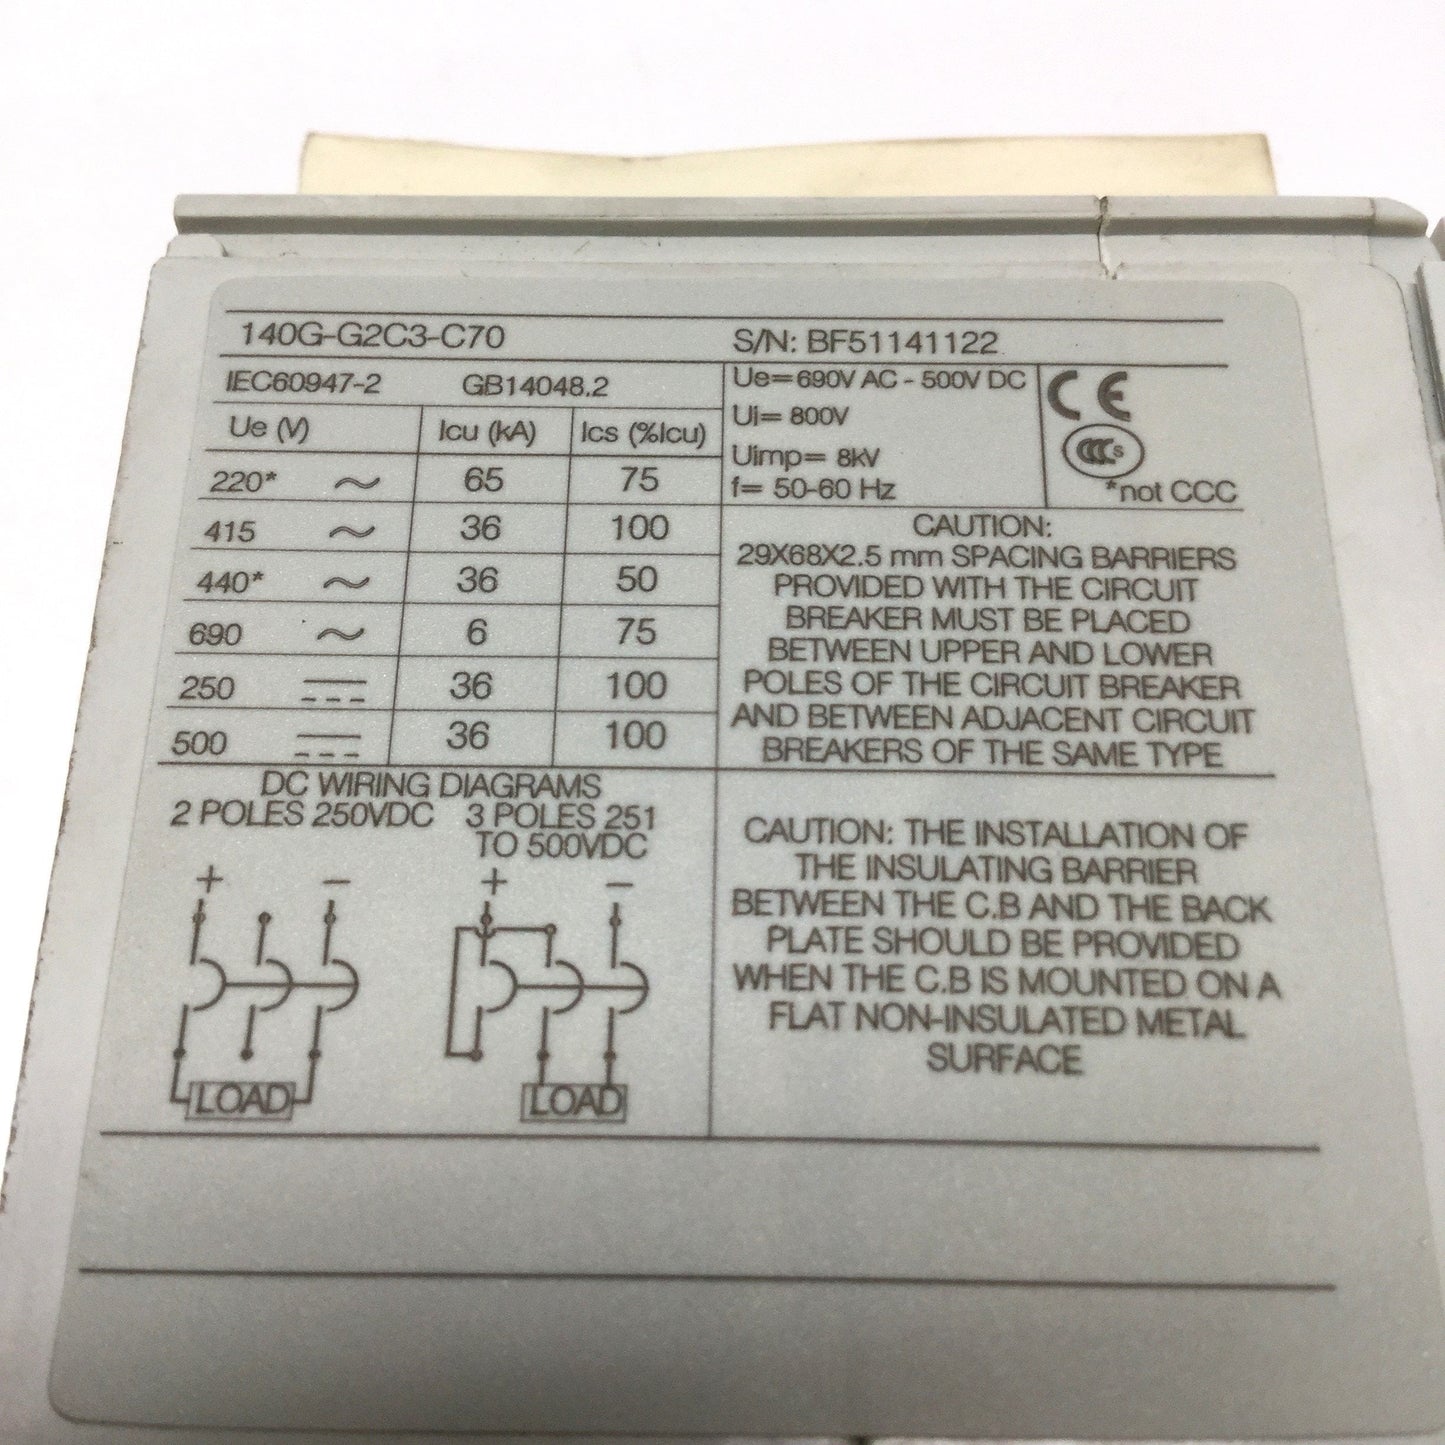 140G-G2C3-C70 S/N: BF51141122
IEC60947-2 GB14048.2
Ue (V) Icu (kA) Ics (%Icu)
220* ~ 65 75
415 ~ 36 100
440* ~ 36 50
690 ~ 6 75
250 36 100
500 36 100
Ue=690V AC - 500V DC
Ui= 800V
Uimp= 8kV
f= 50-60 Hz
CE
CCC S
*not CCC
CAUTION:
29X68X2.5 mm SPACING BARRIERS
PROVIDED WITH THE CIRCUIT
BREAKER MUST BE PLACED
BETWEEN UPPER AND LOWER
POLES OF THE CIRCUIT BREAKER
AND BETWEEN ADJACENT CIRCUIT
BREAKERS OF THE SAME TYPE
DC WIRING DIAGRAMS
2 POLES 250VDC 3 POLES 251
TO 500VDC
+ − + −
LOAD LOAD
CAUTION: THE INSTALLATION OF
THE INSULATING BARRIER
BETWEEN THE C.B AND THE BACK
PLATE SHOULD BE PROVIDED
WHEN THE C.B IS MOUNTED ON A
FLAT NON-INSULATED METAL
SURFACE